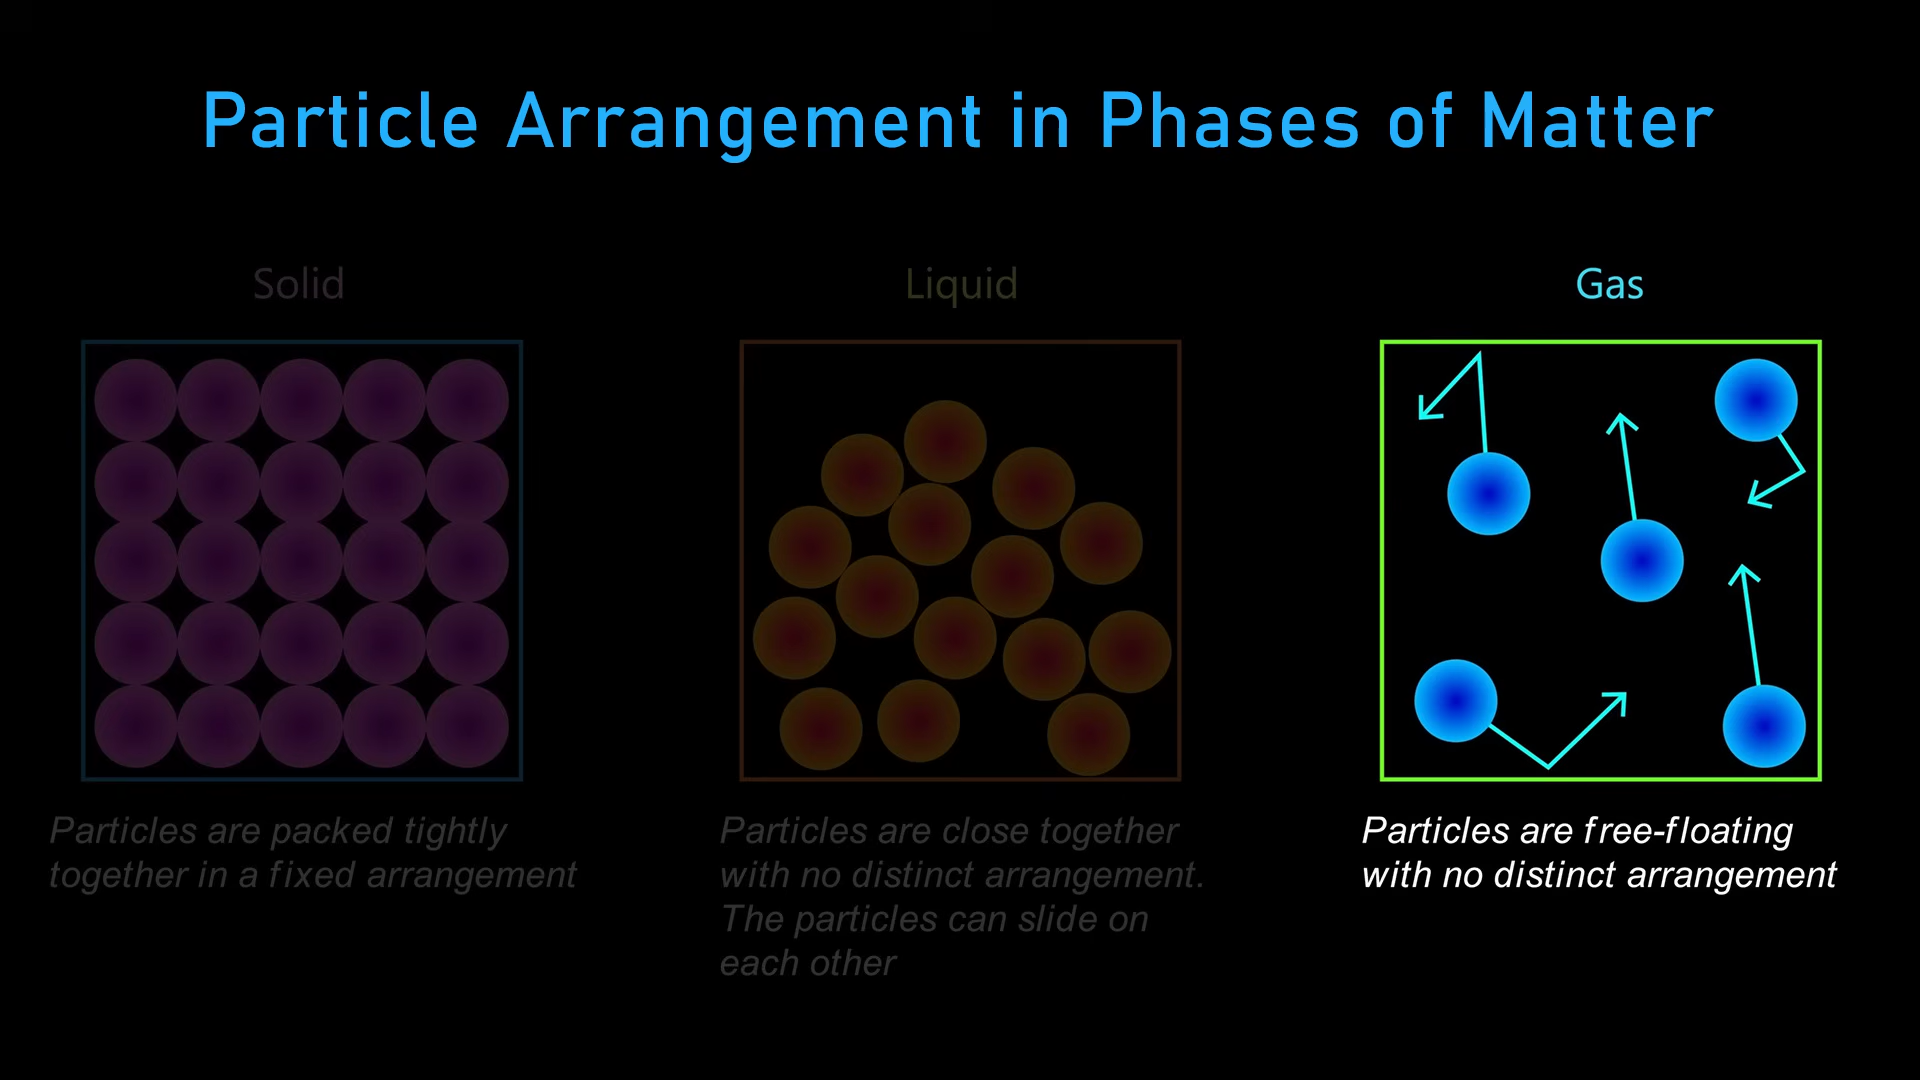 Particle Arrangement in Phases of Matter
Solid
Particles are packed tightly
together in a fixed arrangement
Liquid
Particles are close together
with no distinct arrangement.
The particles can slide on
each other
Gas
Particles are free-floating
with no distinct arrangement